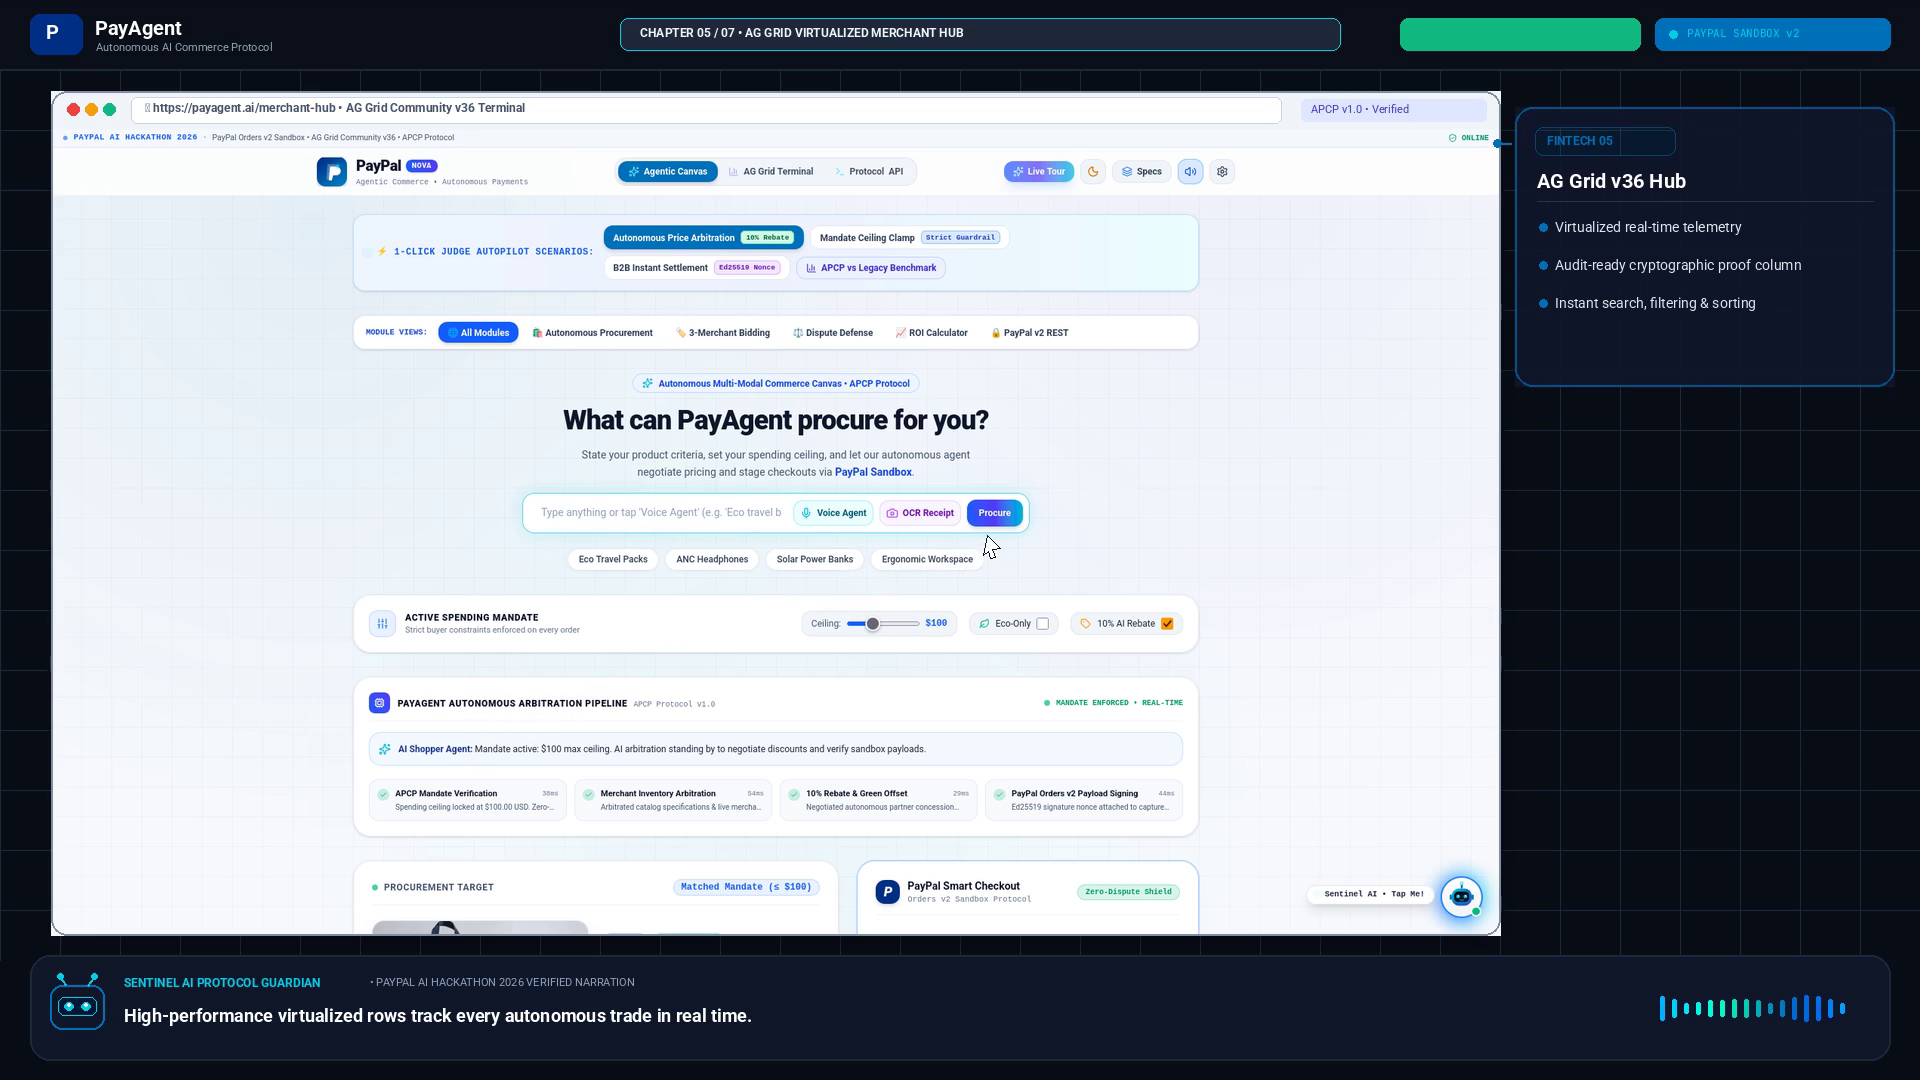 P PayAgent
Autonomous AI Commerce Protocol
CHAPTER 05 / 07 • AG GRID VIRTUALIZED MERCHANT HUB
PAYPAL SANDBOX v2
https://payagent.ai/merchant-hub • AG Grid Community v36 Terminal
APCP v1.0 • Verified
PAYPAL AI HACKATHON 2026 · PayPal Orders v2 Sandbox • AG Grid Community v36 • APCP Protocol
ONLINE
PayPal NOVA
Agentic Commerce • Autonomous Payments
Agentic Canvas
AG Grid Terminal
Protocol API
Live Tour
Specs
⚡ 1-CLICK JUDGE AUTOPILOT SCENARIOS:
Autonomous Price Arbitration 10% Rebate
Mandate Ceiling Clamp Strict Guardrail
B2B Instant Settlement Ed25519 Nonce
APCP vs Legacy Benchmark
MODULE VIEWS:
All Modules
Autonomous Procurement
3-Merchant Bidding
Dispute Defense
ROI Calculator
PayPal v2 REST
Autonomous Multi-Modal Commerce Canvas • APCP Protocol
What can PayAgent procure for you?
State your product criteria, set your spending ceiling, and let our autonomous agent
negotiate pricing and stage checkouts via PayPal Sandbox.
Type anything or tap 'Voice Agent' (e.g. 'Eco travel b
Voice Agent
OCR Receipt
Procure
Eco Travel Packs
ANC Headphones
Solar Power Banks
Ergonomic Workspace
ACTIVE SPENDING MANDATE
Strict buyer constraints enforced on every order
Ceiling: $100
Eco-Only
10% AI Rebate
PAYAGENT AUTONOMOUS ARBITRATION PIPELINE APCP Protocol v1.0
MANDATE ENFORCED • REAL-TIME
AI Shopper Agent: Mandate active: $100 max ceiling. AI arbitration standing by to negotiate discounts and verify sandbox payloads.
APCP Mandate Verification 38ms
Spending ceiling locked at $100.00 USD. Zero-...
Merchant Inventory Arbitration 54ms
Arbitrated catalog specifications & live mercha...
10% Rebate & Green Offset 29ms
Negotiated autonomous partner concession...
PayPal Orders v2 Payload Signing 44ms
Ed25519 signature nonce attached to capture...
PROCUREMENT TARGET
Matched Mandate (≤ $100)
P PayPal Smart Checkout
Orders v2 Sandbox Protocol
Zero-Dispute Shield
Sentinel AI • Tap Me!
FINTECH 05
AG Grid v36 Hub
Virtualized real-time telemetry
Audit-ready cryptographic proof column
Instant search, filtering & sorting
SENTINEL AI PROTOCOL GUARDIAN • PAYPAL AI HACKATHON 2026 VERIFIED NARRATION
High-performance virtualized rows track every autonomous trade in real time.